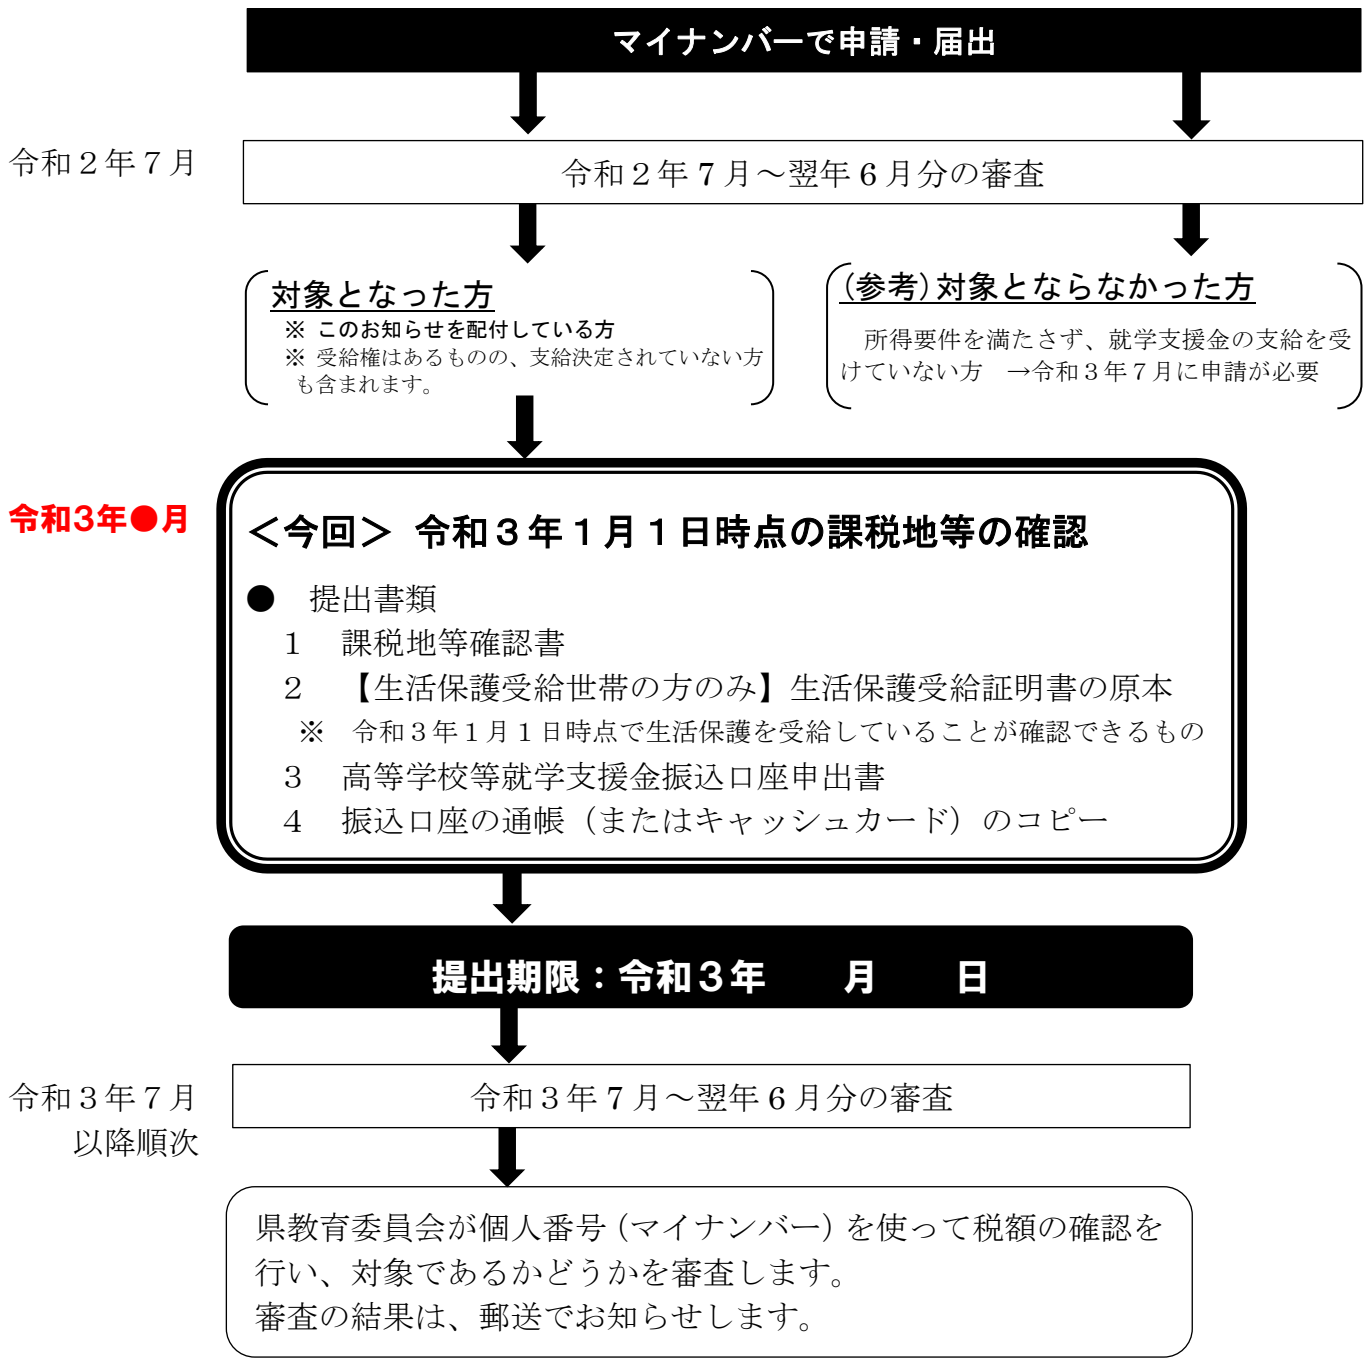 マイナンバーで申請・届出
令和２年７月
令和２年７月～翌年６月分の審査
対象となった方
※ このお知らせを配付している方
※ 受給権はあるものの、支給決定されていない方
も含まれます。
（参考）対象とならなかった方
所得要件を満たさず、就学支援金の支給を受
けていない方　→令和３年７月に申請が必要
令和3年●月
＜今回＞ 令和３年１月１日時点の課税地等の確認
●　提出書類
１　課税地等確認書
２　【生活保護受給世帯の方のみ】生活保護受給証明書の原本
※　令和３年１月１日時点で生活保護を受給していることが確認できるもの
３　高等学校等就学支援金振込口座申出書
４　振込口座の通帳（またはキャッシュカード）のコピー
提出期限：令和３年　　月　　日
令和３年７月
以降順次
令和３年７月～翌年６月分の審査
県教育委員会が個人番号（マイナンバー）を使って税額の確認を
行い、対象であるかどうかを審査します。
審査の結果は、郵送でお知らせします。